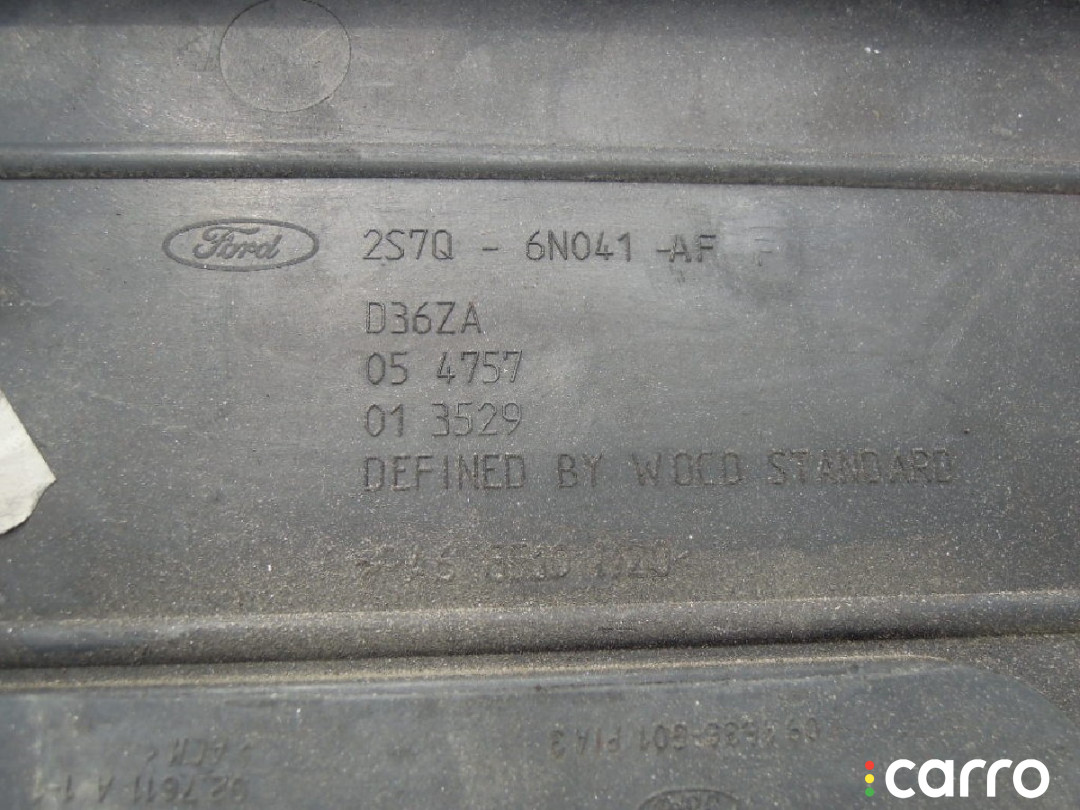 Ford 2S7Q - 6N041 -AF
D36ZA
05 4757
01 3529
DEFINED BY WOCO STANDARD
carro